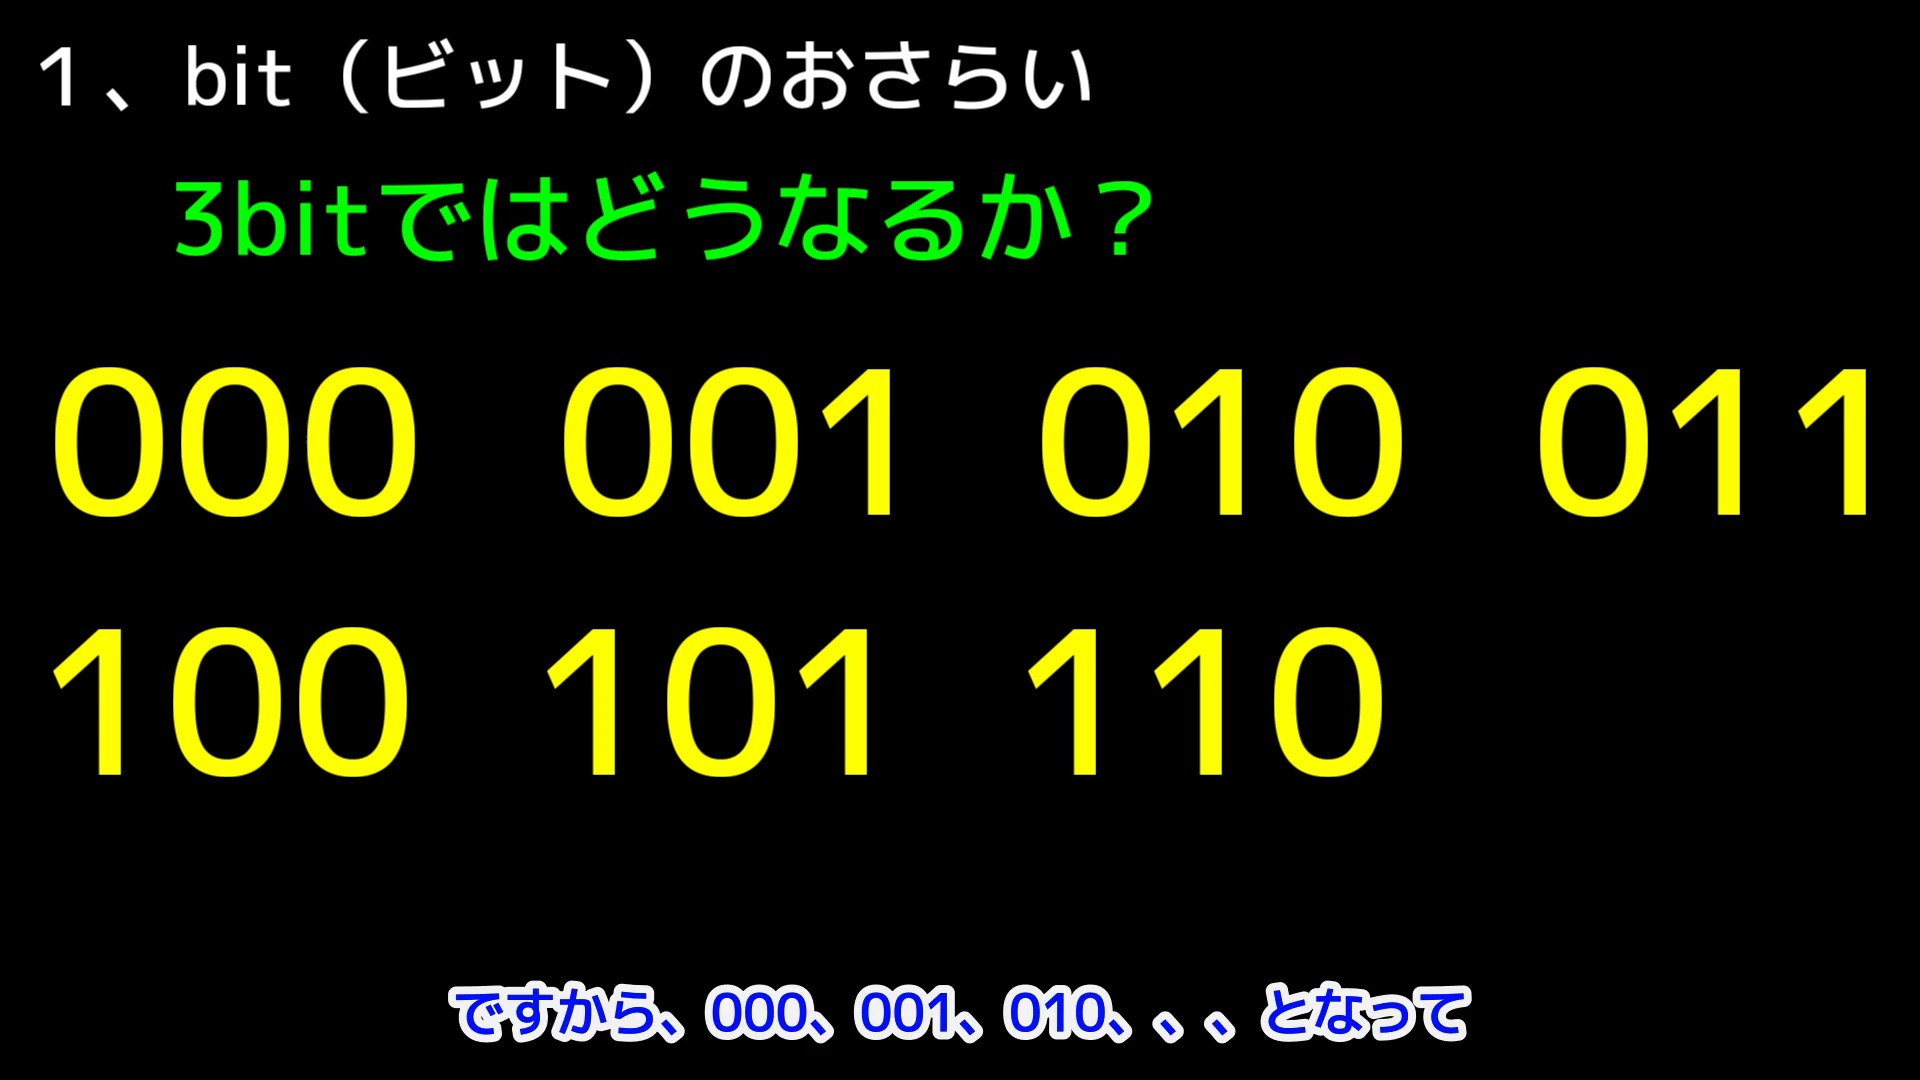 １、bit（ビット）のおさらい
3bitではどうなるか？
000 001 010 011
100 101 110
ですから、000、001、010、、、となって